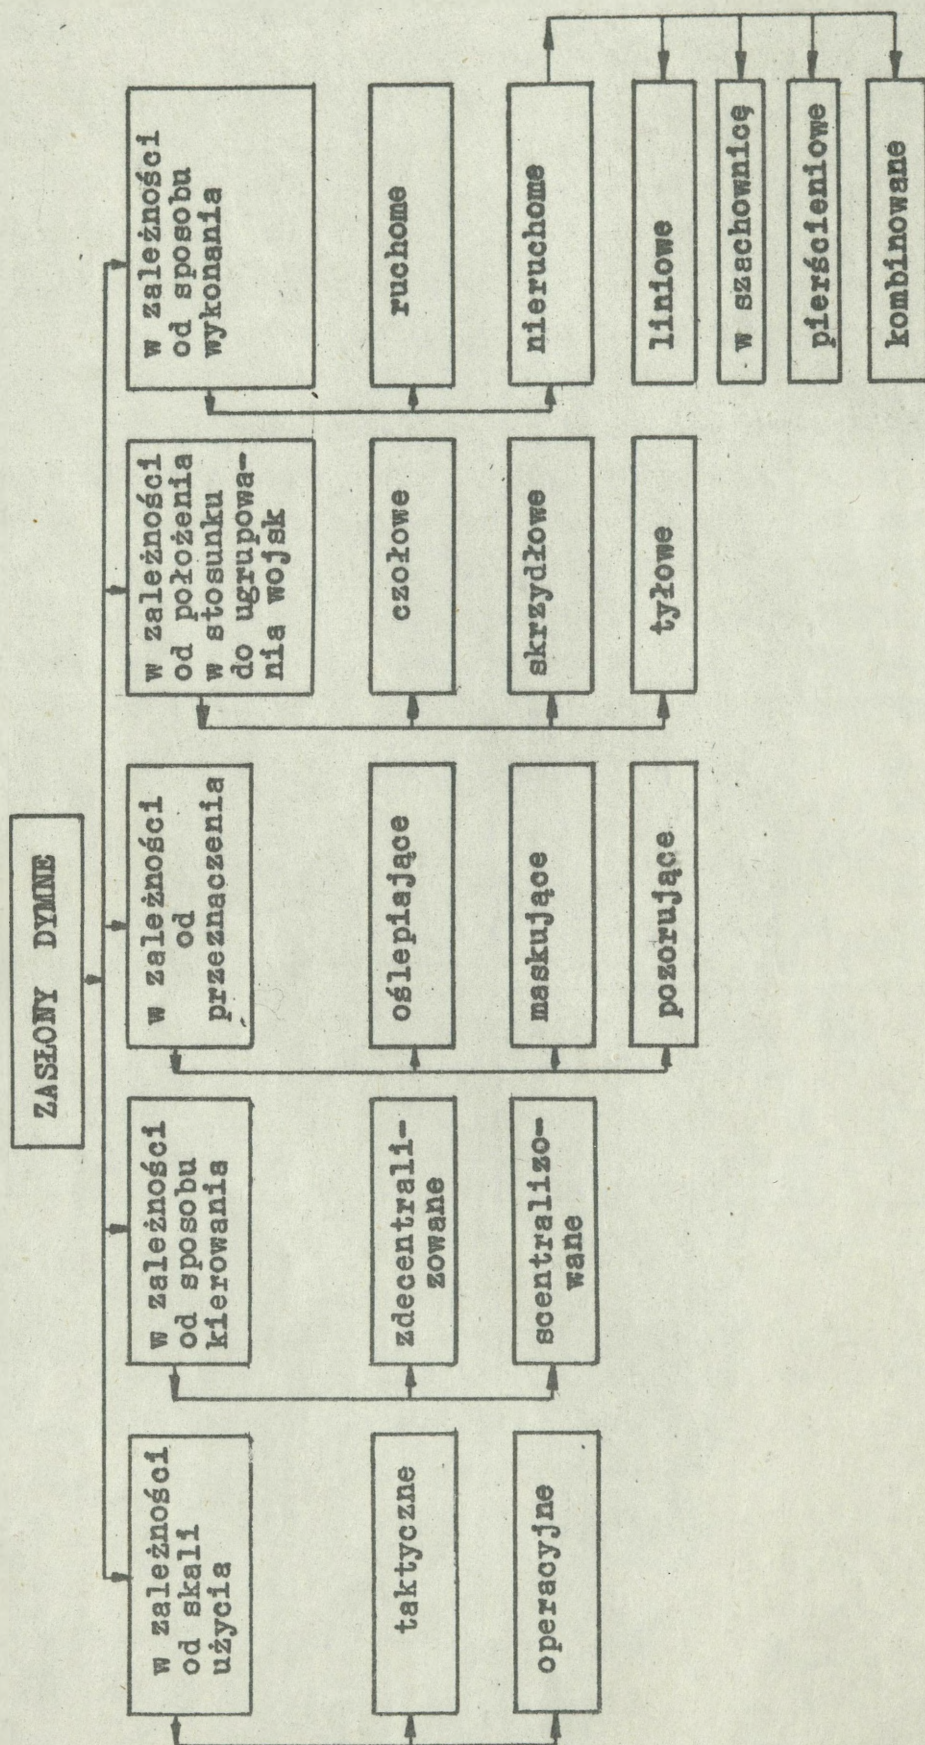 ZASŁONY DYMNE
w zależności
od skali
użycia
taktyczne
operacyjne
w zależności
od sposobu
kierowania
zdecentrali-
zowane
scentralizo-
wane
w zależności
od
przeznaczenia
oślepiające
maskujące
pozorujące
w zależności
od położenia
w stosunku
do ugrupowa-
nia wojsk
czołowe
skrzydłowe
tyłowe
w zależności
od sposobu
wykonania
ruchome
nieruchome
liniowe
w szachownicę
pierścieniowe
kombinowane